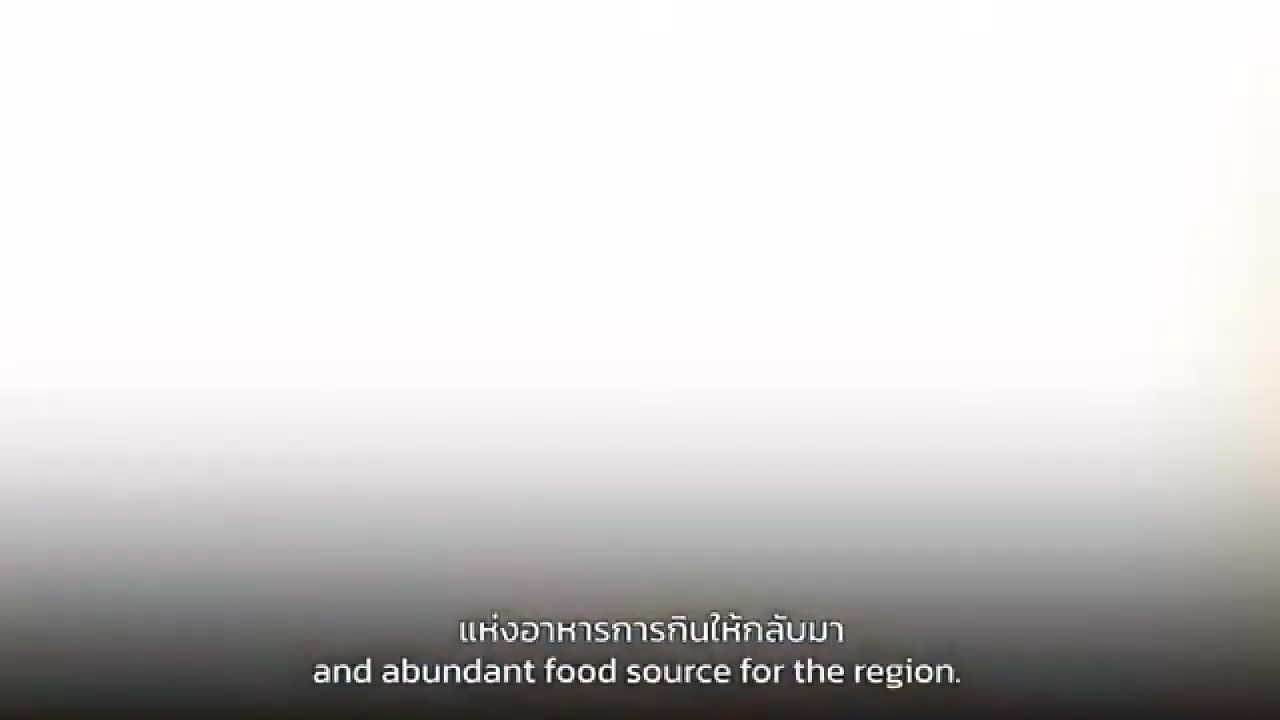 แห่งอาหารการกินให้กลับมา
and abundant food source for the region.